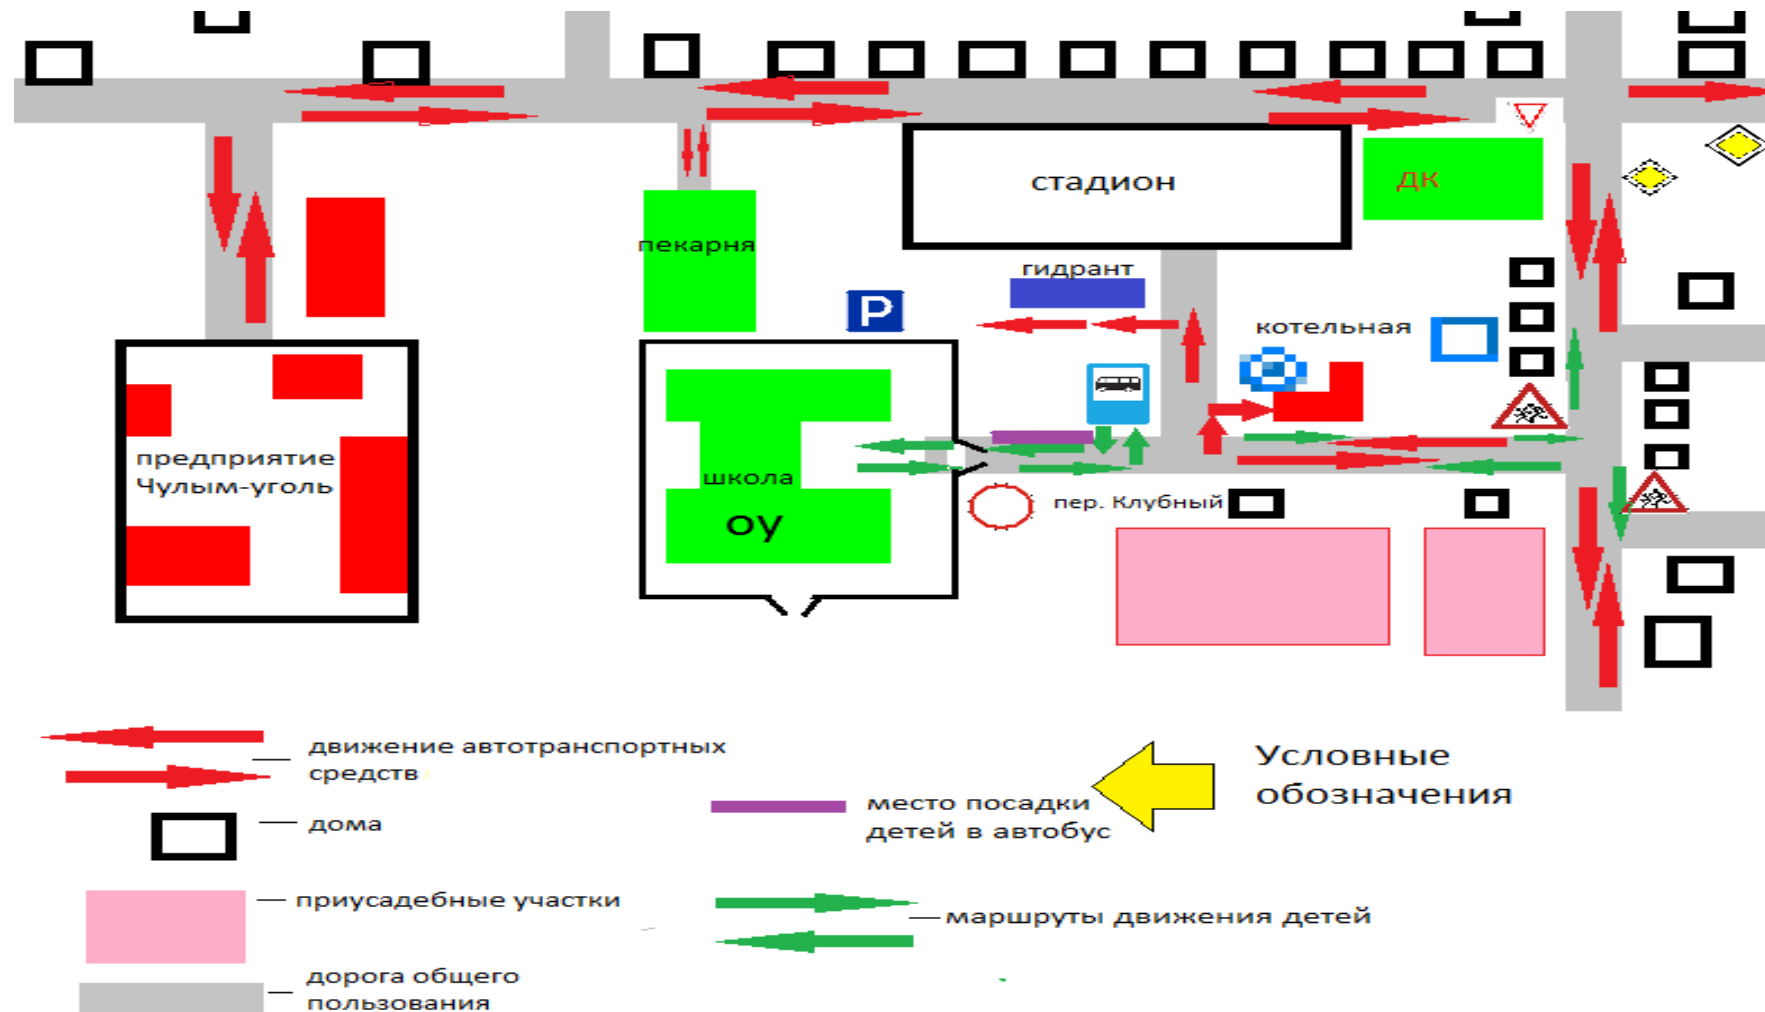 стадион
ДК
пекарня
гидрант
P
котельная
предприятие
Чулым-уголь
школа
ОУ
пер. Клубный
движение автотранспортных
средств
Условные
обозначения
место посадки
детей в автобус
дома
приусадебные участки
маршруты движения детей
дорога общего
пользования